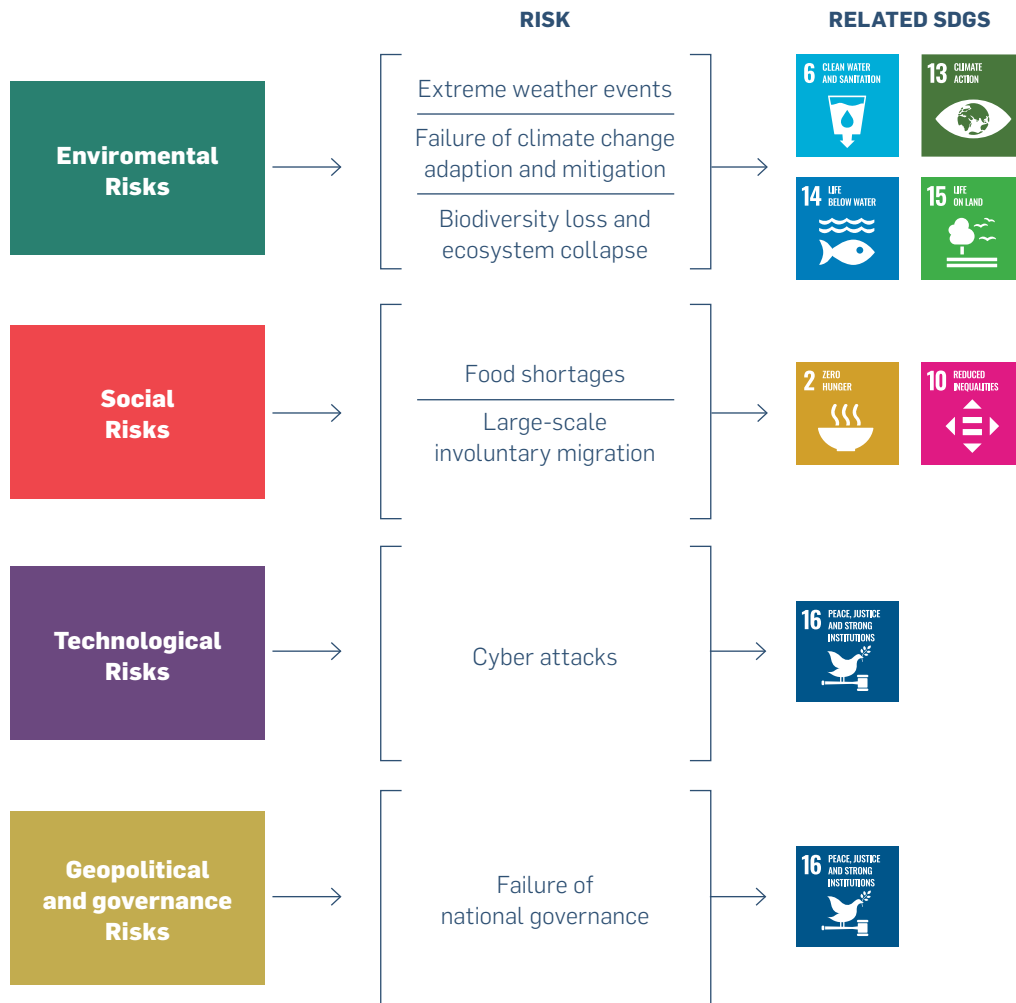 RISK
RELATED SDGS
Enviromental
Risks
Extreme weather events
Failure of climate change
adaption and mitigation
Biodiversity loss and
ecosystem collapse
6 CLEAN WATER
AND SANITATION
13 CLIMATE
ACTION
14 LIFE
BELOW WATER
15 LIFE
ON LAND
Social
Risks
Food shortages
Large-scale
involuntary migration
2 ZERO
HUNGER
10 REDUCED
INEQUALITIES
Technological
Risks
Cyber attacks
16 PEACE, JUSTICE
AND STRONG
INSTITUTIONS
Geopolitical
and governance
Risks
Failure of
national governance
16 PEACE, JUSTICE
AND STRONG
INSTITUTIONS